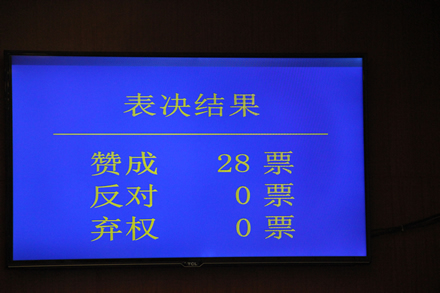 表决结果
赞成 28 票
反对 0 票
弃权 0 票